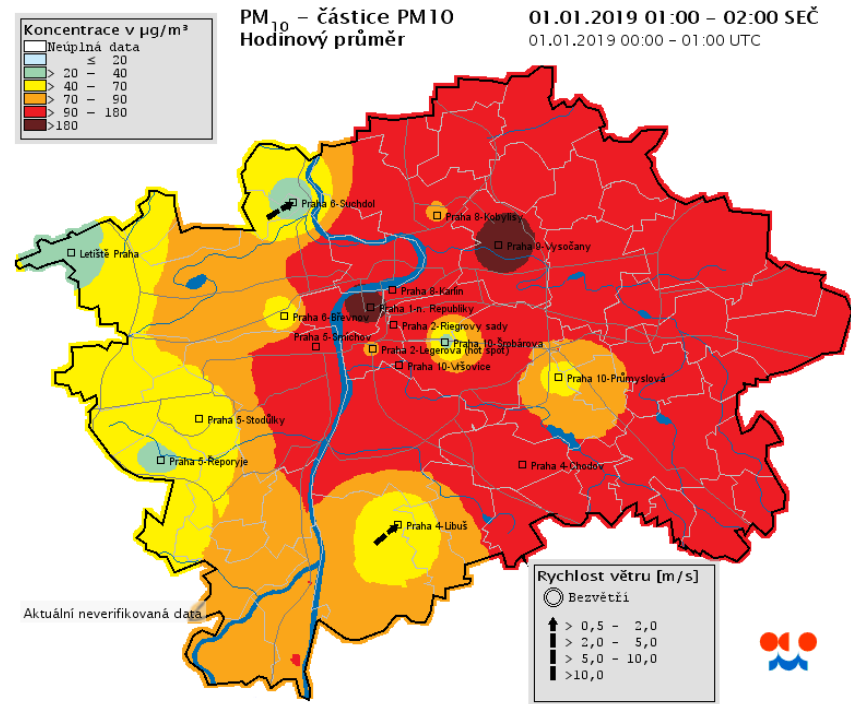 Koncentrace v µg/m³
Neúplná data
≤ 20
> 20 – 40
> 40 – 70
> 70 – 90
> 90 – 180
>180
PM10 – částice PM10
Hodinový průměr
01.01.2019 01:00 – 02:00 SEČ
01.01.2019 00:00 – 01:00 UTC
Praha 6-Suchdol
Praha 8-Kobylisy
Praha 9-Vysočany
Letiště Praha
Praha 8-Karlín
Praha 1-n. Republiky
Praha 6-Břevnov
Praha 2-Riegrovy sady
Praha 5-Smíchov
Praha 10-Šrobárova
Praha 2-Legerova (hot spot)
Praha 10-Vršovice
Praha 10-Průmyslová
Praha 5-Stodůlky
Praha 5-Řeporyje
Praha 4-Chodov
Praha 4-Libuš
Aktuální neverifikovaná data
Rychlost větru [m/s]
Bezvětří
> 0,5 – 2,0
> 2,0 – 5,0
> 5,0 – 10,0
>10,0